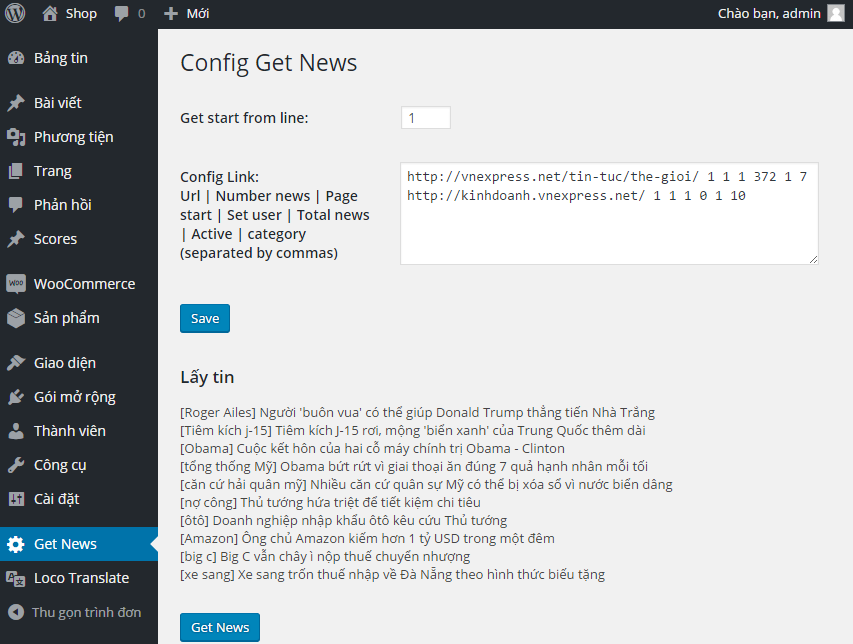 Shop 0 Mới Chào bạn, admin
Bảng tin
Bài viết
Phương tiện
Trang
Phản hồi
Scores
WOO WooCommerce
Sản phẩm
Giao diện
Gói mở rộng
Thành viên
Công cụ
Cài đặt
Get News
Loco Translate
Thu gọn trình đơn
Config Get News
Get start from line: 1
Config Link:
Url | Number news | Page
start | Set user | Total news
| Active | category
(separated by commas)
http://vnexpress.net/tin-tuc/the-gioi/ 1 1 1 372 1 7
http://kinhdoanh.vnexpress.net/ 1 1 1 0 1 10
Save
Lấy tin
[Roger Ailes] Người 'buôn vua' có thể giúp Donald Trump thẳng tiến Nhà Trắng
[Tiêm kích j-15] Tiêm kích J-15 rơi, mộng 'biển xanh' của Trung Quốc thêm dài
[Obama] Cuộc kết hôn của hai cỗ máy chính trị Obama - Clinton
[tổng thống Mỹ] Obama bứt rứt vì giai thoại ăn đúng 7 quả hạnh nhân mỗi tối
[căn cứ hải quân mỹ] Nhiều căn cứ quân sự Mỹ có thể bị xóa sổ vì nước biển dâng
[nợ công] Thủ tướng hứa triệt để tiết kiệm chi tiêu
[ôtô] Doanh nghiệp nhập khẩu ôtô kêu cứu Thủ tướng
[Amazon] Ông chủ Amazon kiếm hơn 1 tỷ USD trong một đêm
[big c] Big C vẫn chây ì nộp thuế chuyển nhượng
[xe sang] Xe sang trốn thuế nhập về Đà Nẵng theo hình thức biếu tặng
Get News